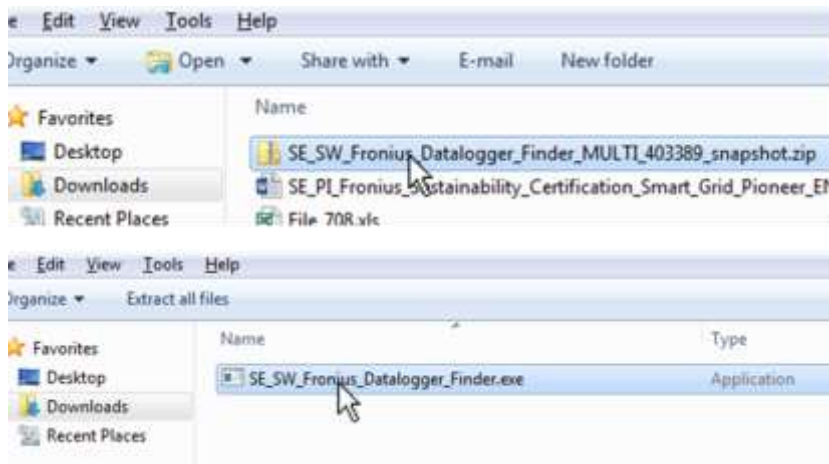 e Edit View Tools Help
Organize Open Share with E-mail New folder
Favorites Name
Desktop SE_SW_Fronius_Datalogger_Finder_MULTI_403389_snapshot.zip
Downloads SE_PI_Fronius_Sustainability_Certification_Smart_Grid_Pioneer_EN
Recent Places File_708.xls
e Edit View Tools Help
Organize Extract all files
Favorites Name Type
Desktop SE_SW_Fronius_Datalogger_Finder.exe Application
Downloads
Recent Places